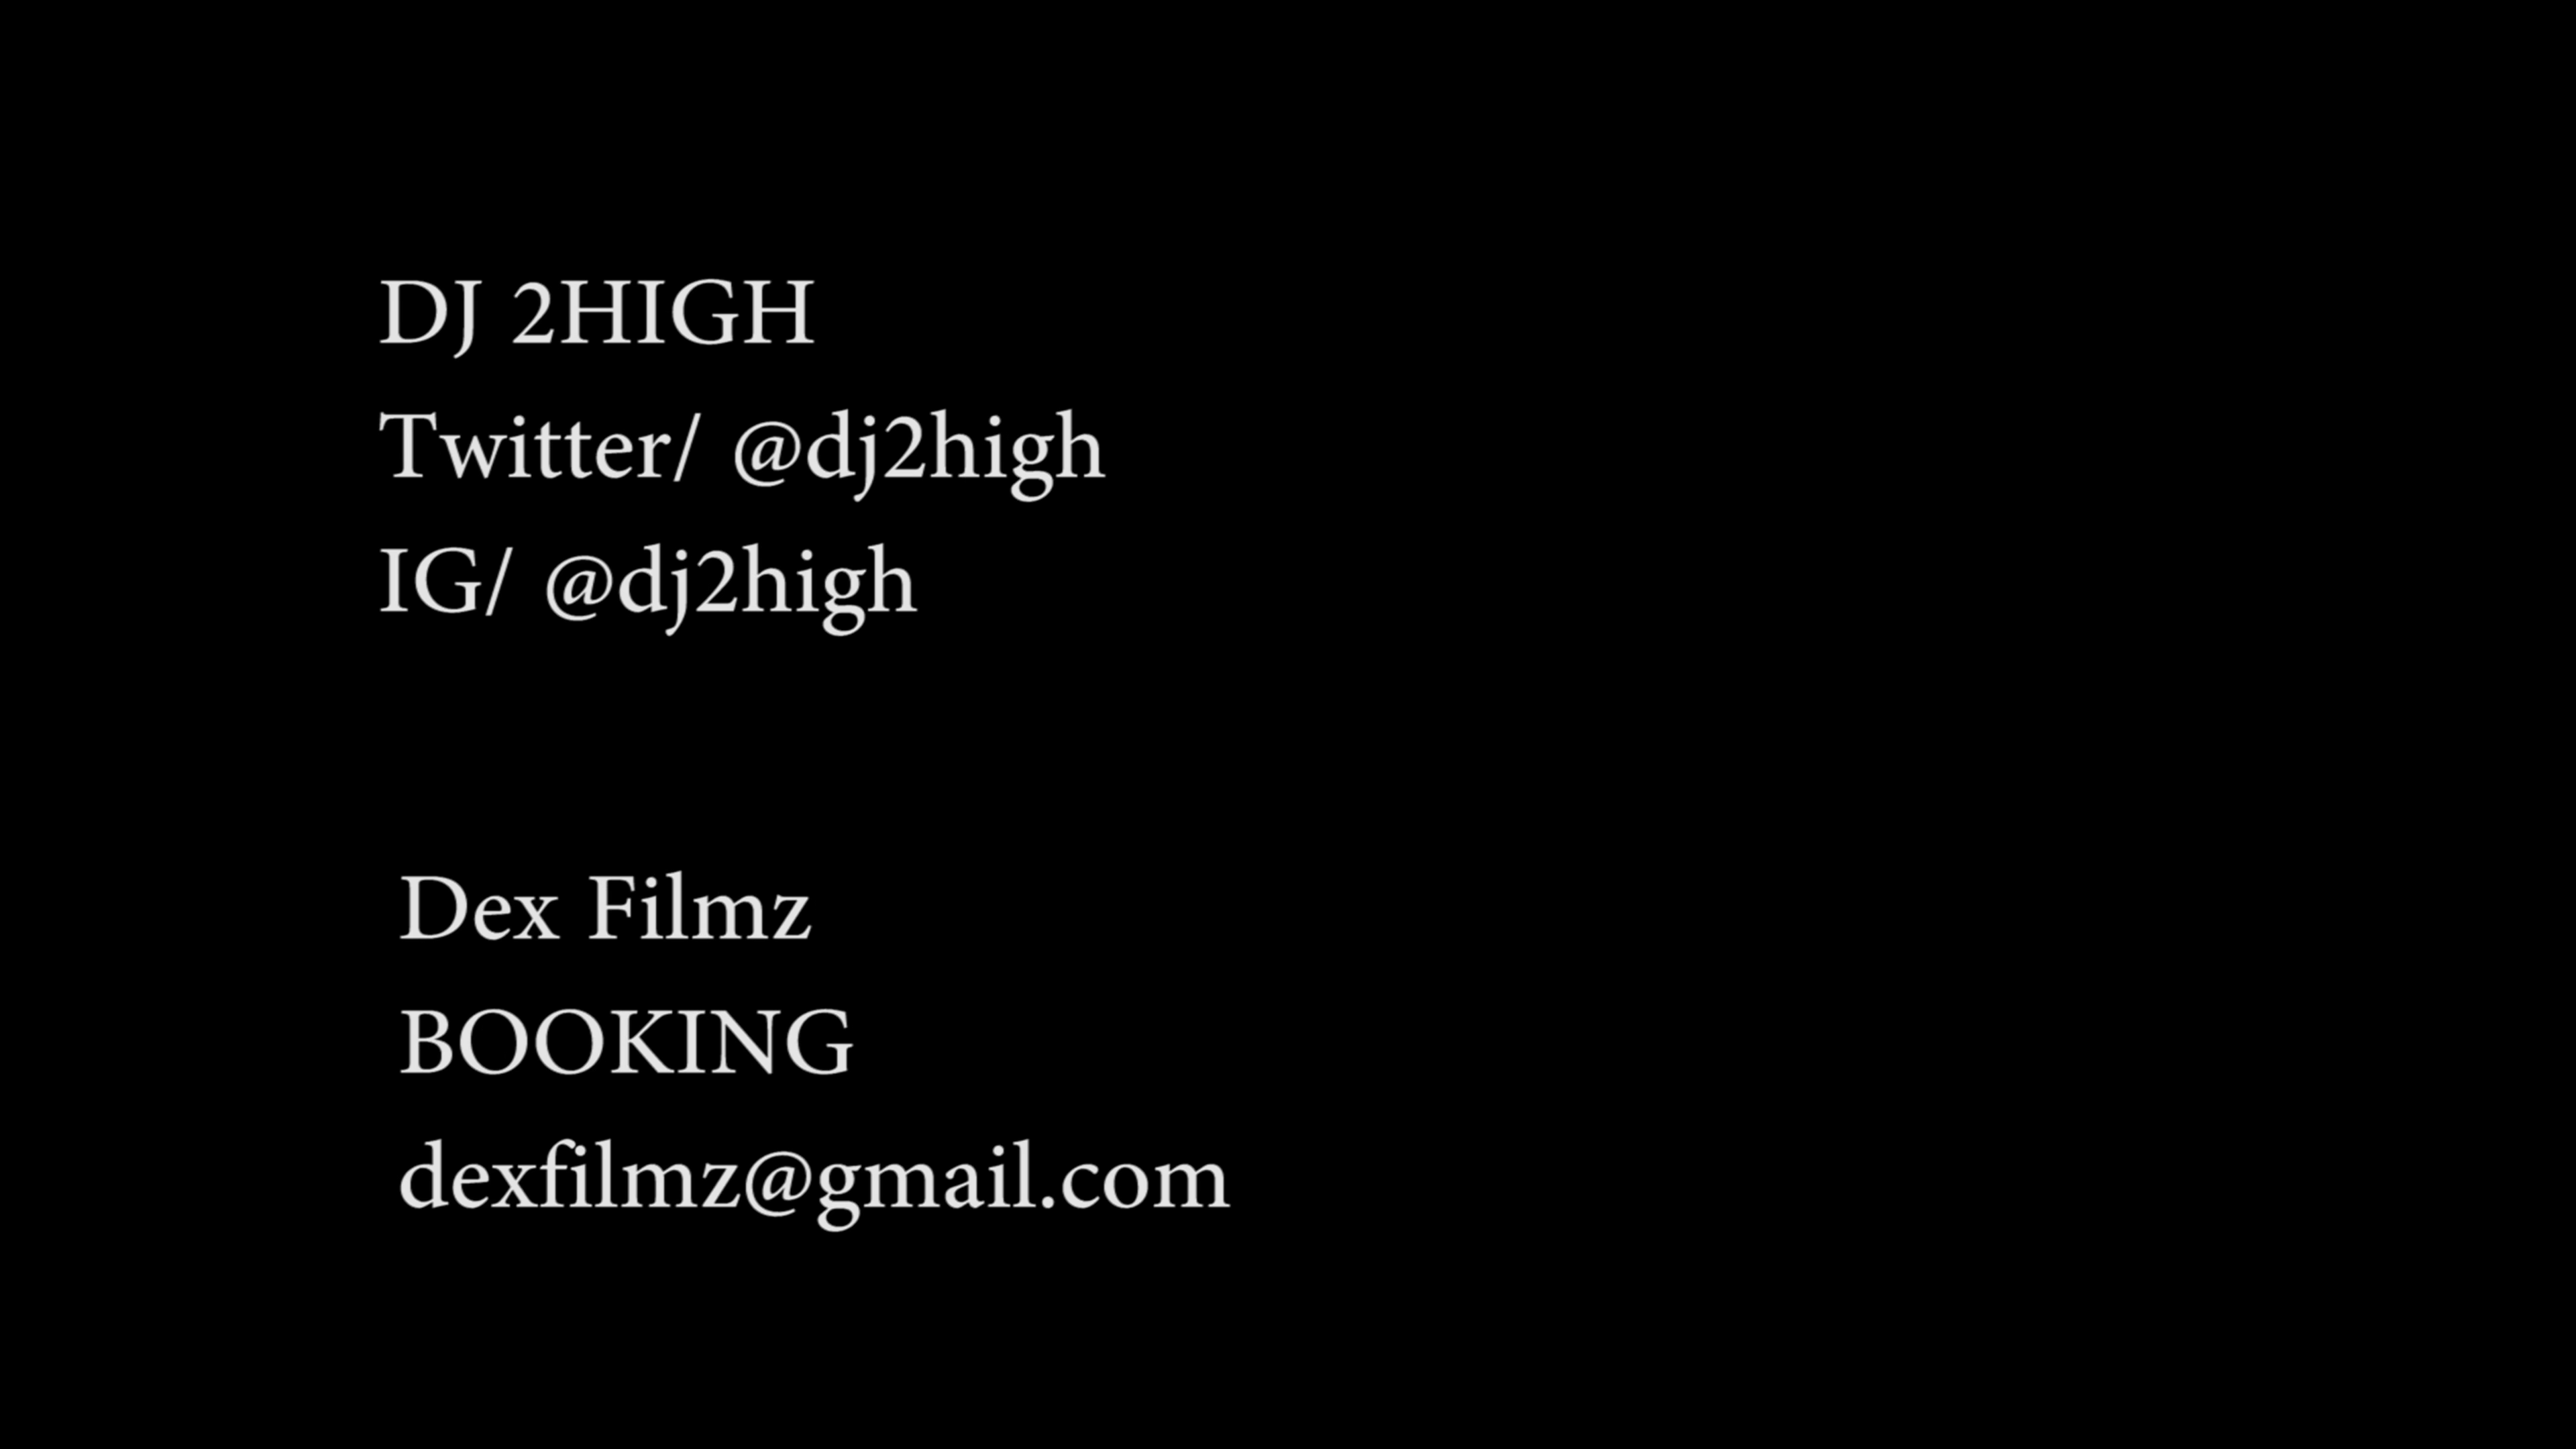 DJ 2HIGH
Twitter/ @dj2high
IG/ @dj2high
Dex Filmz
BOOKING
dexfilmz@gmail.com